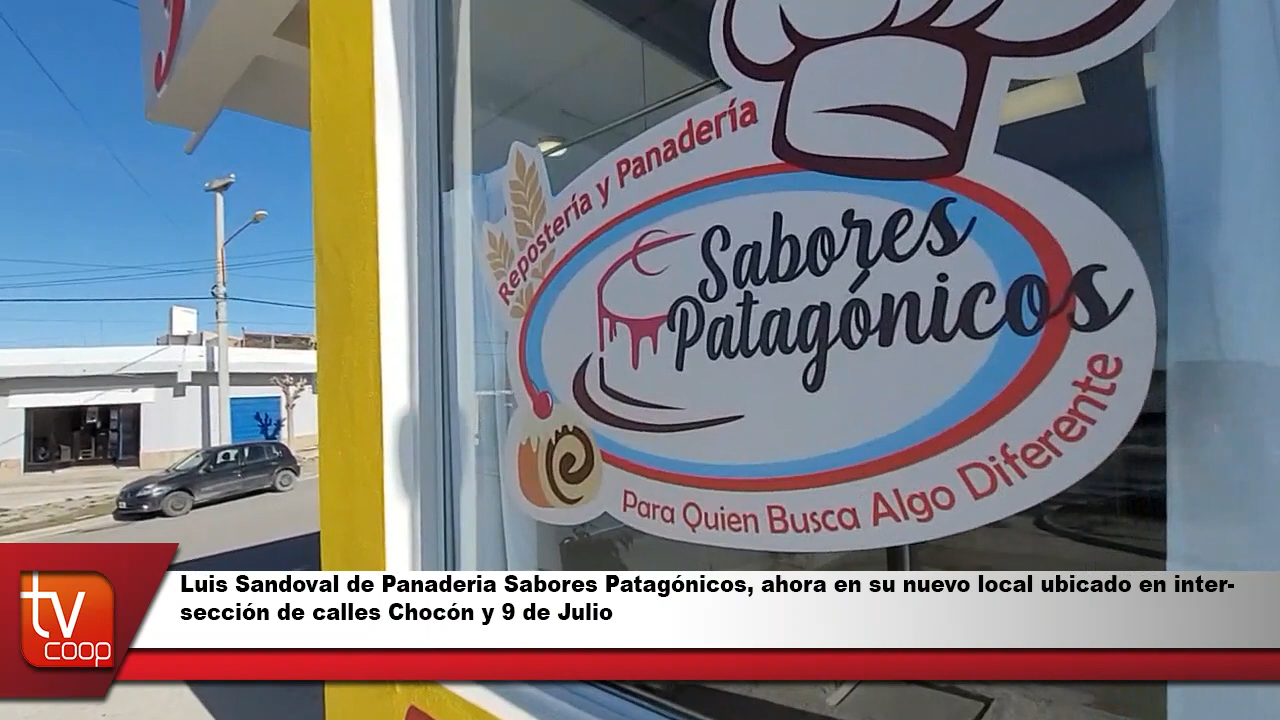 Repostería y Panadería
Sabores
Patagónicos
Para Quien Busca Algo Diferente
Luis Sandoval de Panaderia Sabores Patagónicos, ahora en su nuevo local ubicado en inter-
sección de calles Chocón y 9 de Julio
tv
coop